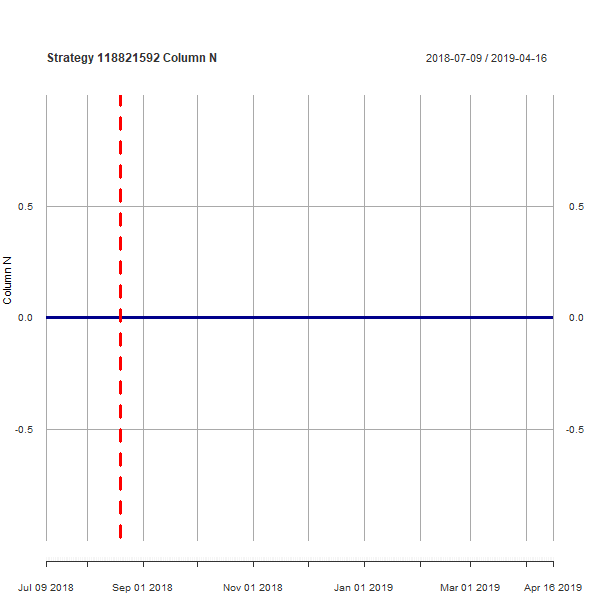 Strategy 118821592 Column N
2018-07-09 / 2019-04-16
0.5
0.5
Column N
0.0
0.0
-0.5
-0.5
Jul 09 2018
Sep 01 2018
Nov 01 2018
Jan 01 2019
Mar 01 2019
Apr 16 2019